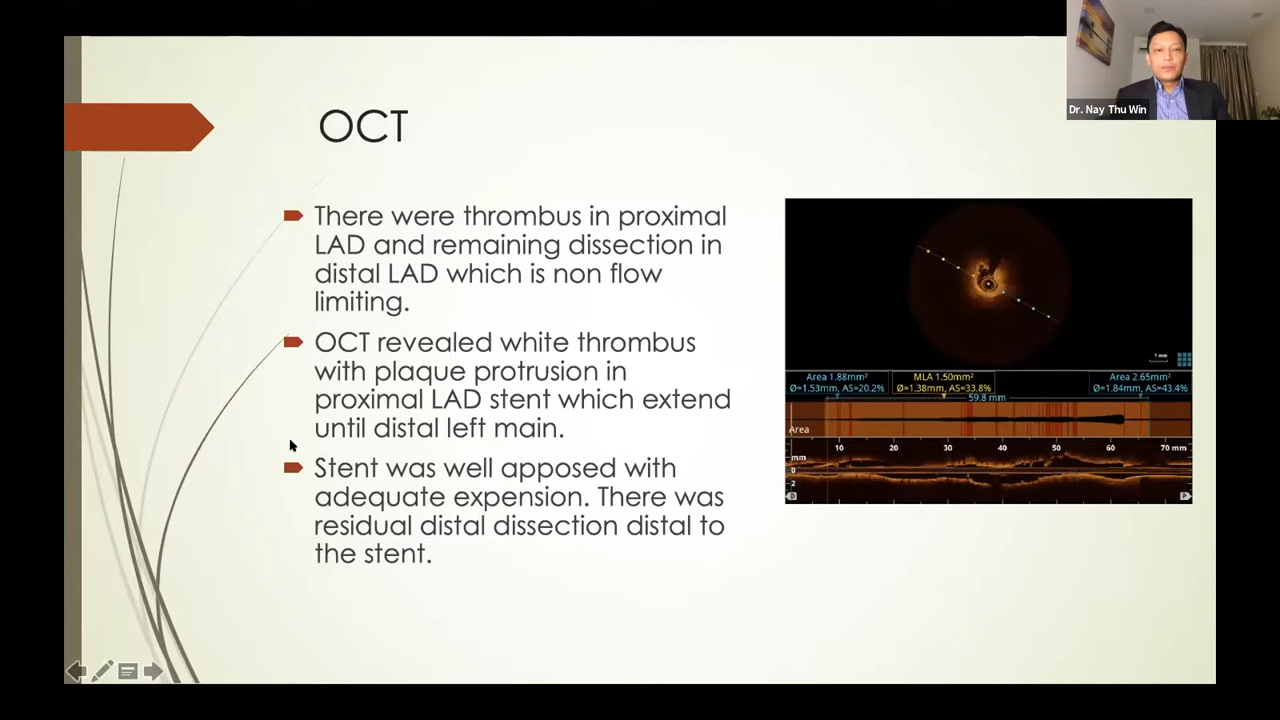 OCT
There were thrombus in proximal
LAD and remaining dissection in
distal LAD which is non flow
limiting.
OCT revealed white thrombus
with plaque protrusion in
proximal LAD stent which extend
until distal left main.
Stent was well apposed with
adequate expension. There was
residual distal dissection distal to
the stent.
Dr. Nay Thu Win
1 mm
Area 1.88mm² MLA 1.50mm² Area 2.65mm²
Ø=1.53mm, AS=20.2% Ø=1.38mm, AS=33.8% Ø=1.84mm, AS=43.4%
59.8 mm
Area
10 20 30 40 50 60 70 mm
mm
0
2
D P